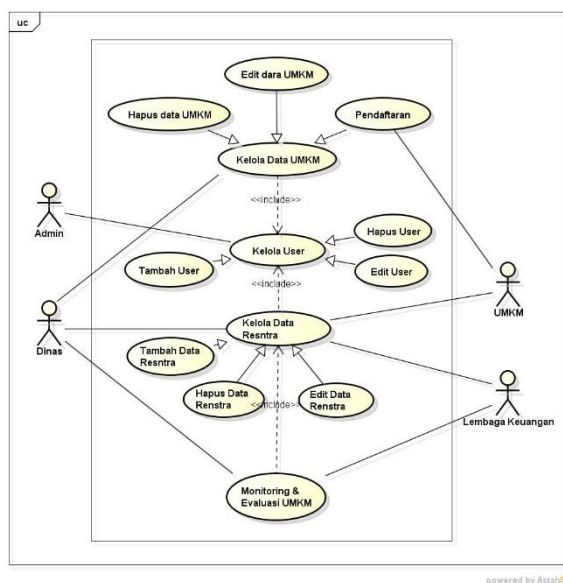 uc
Edit dara UMKM
Hapus data UMKM
Pendaftaran
Kelola Data UMKM
<<include>>
Admin
Hapus User
Kelola User
Tambah User
Edit User
<<include>>
UMKM
Dinas
Kelola Data
Resntra
Tambah Data
Resntra
Hapus Data
Renstra
Edit Data
Renstra
<<include>>
Lembaga Keuangan
Monitoring &
Evaluasi UMKM
powered by Astah